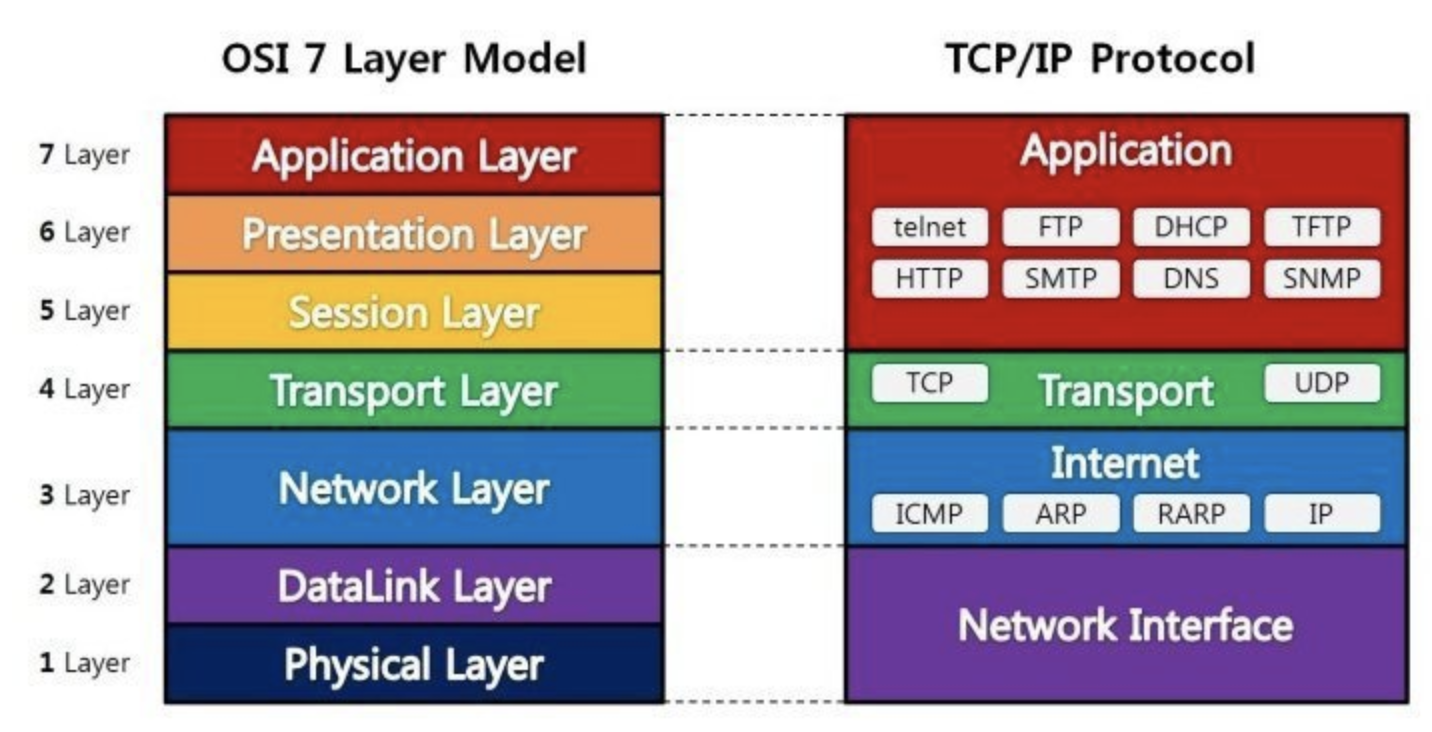 OSI 7 Layer Model
7 Layer
Application Layer
6 Layer
Presentation Layer
5 Layer
Session Layer
4 Layer
Transport Layer
3 Layer
Network Layer
2 Layer
DataLink Layer
1 Layer
Physical Layer
TCP/IP Protocol
Application
telnet FTP DHCP TFTP
HTTP SMTP DNS SNMP
TCP Transport UDP
Internet
ICMP ARP RARP IP
Network Interface